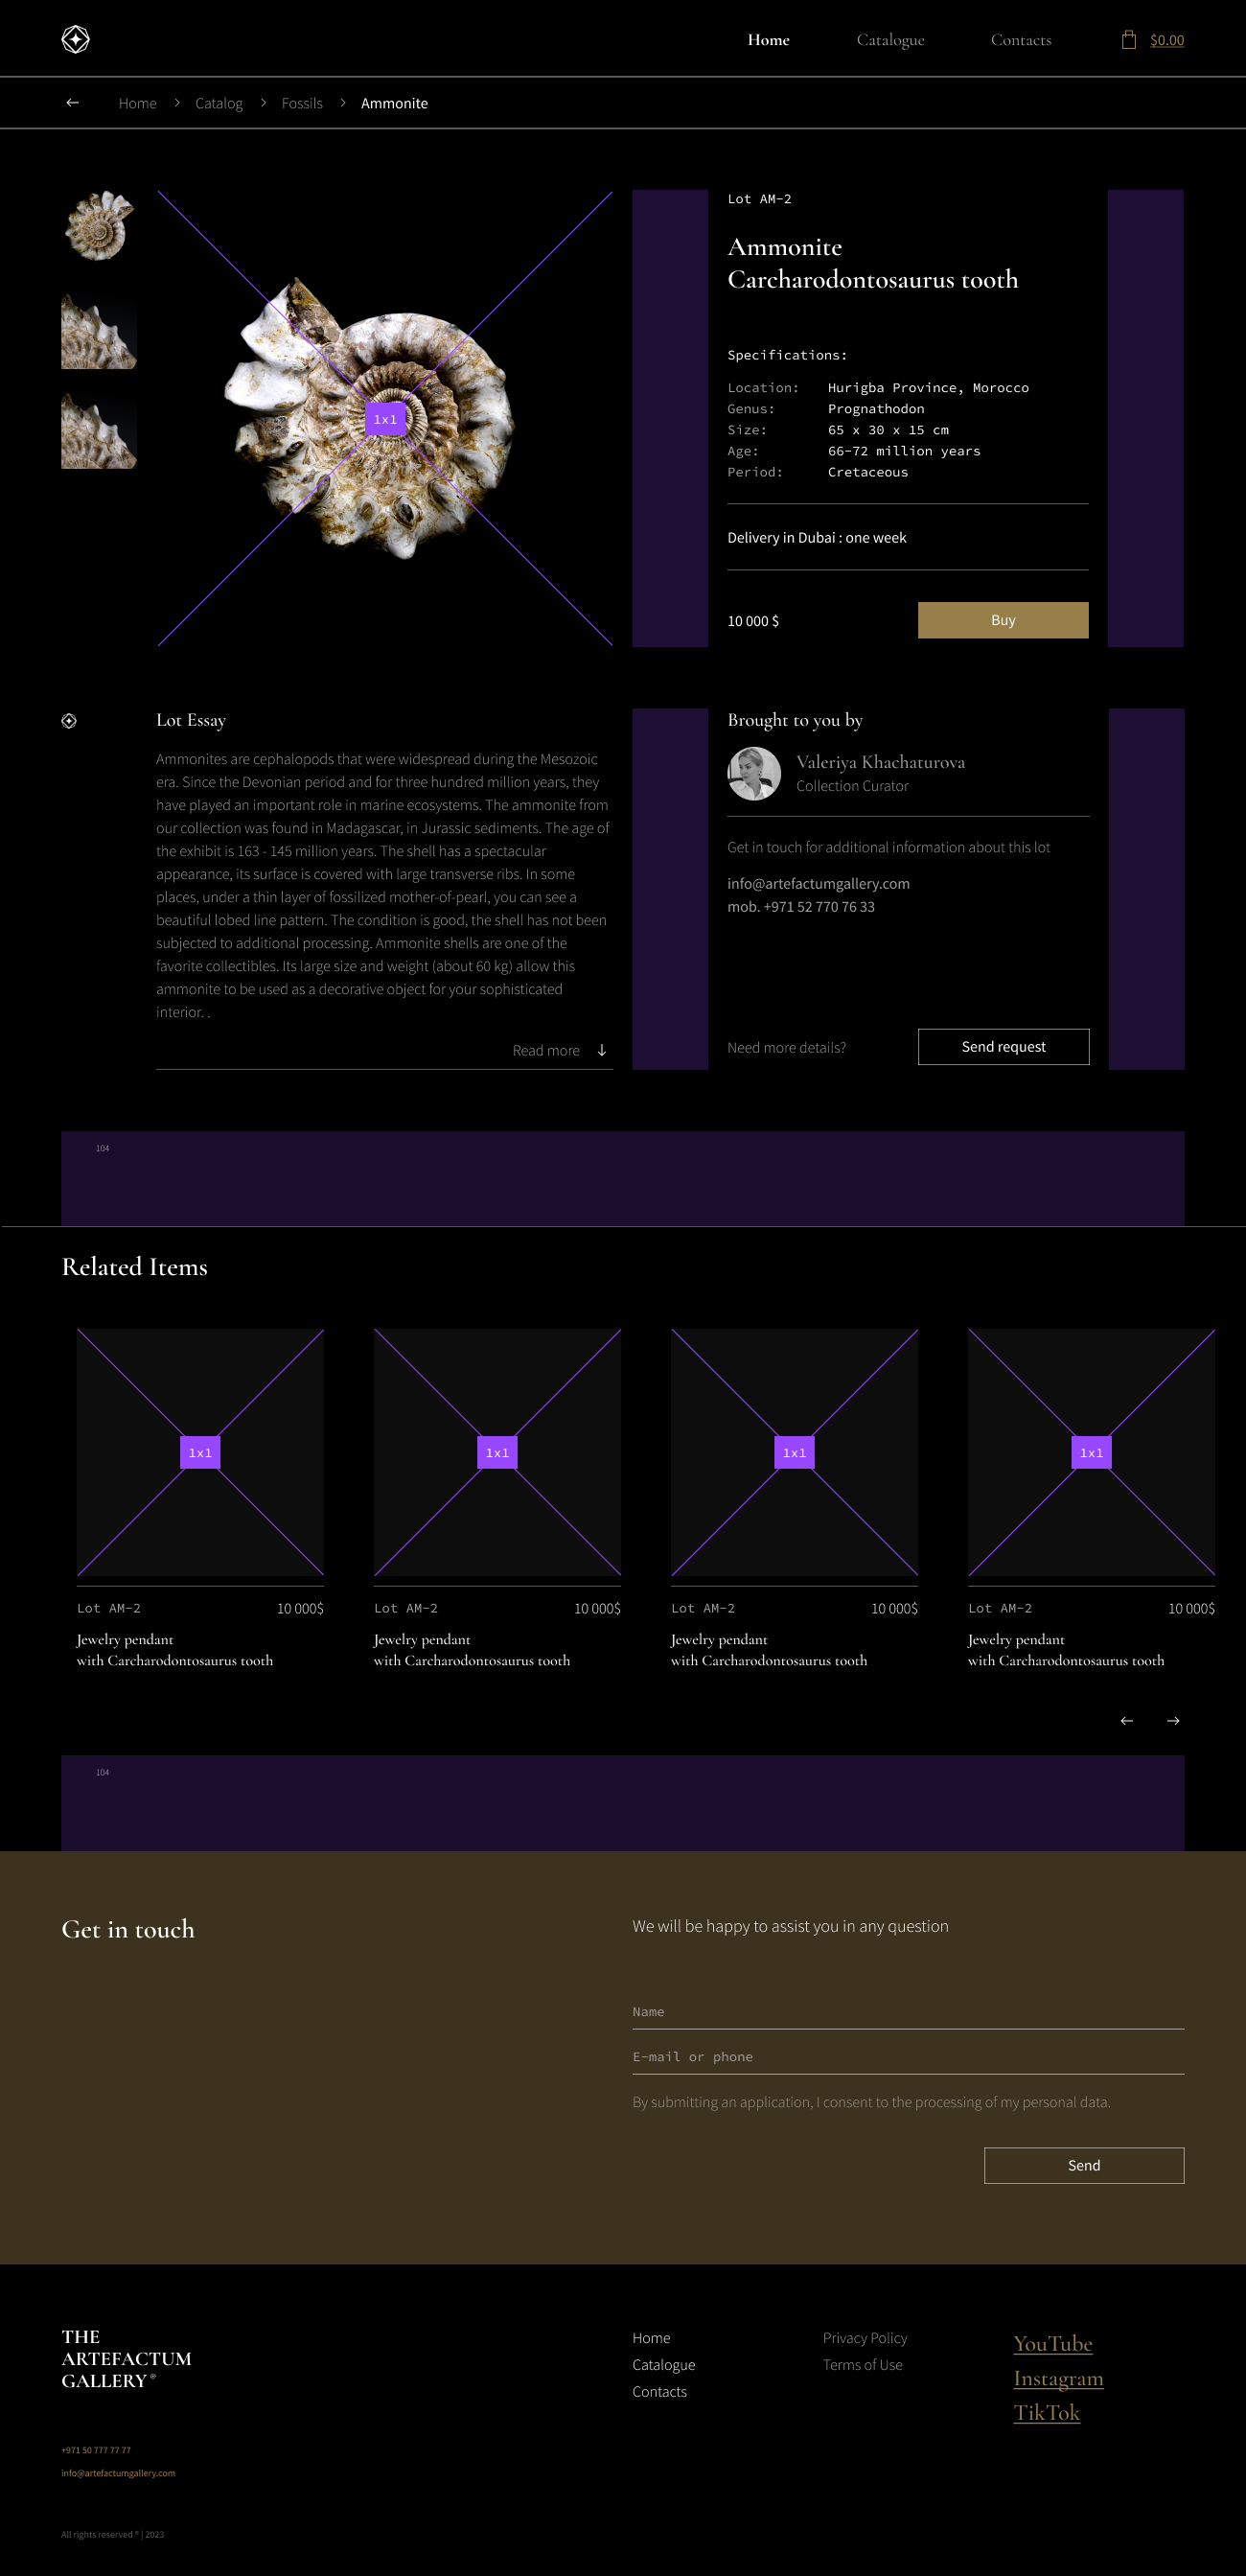 Home
Catalogue
Contacts
$0.00
Home
Catalog
Fossils
Ammonite
1x1
Lot AM-2
Ammonite
Carcharodontosaurus tooth
Specifications:
Location: Hurigba Province, Morocco
Genus: Prognathodon
Size: 65 x 30 x 15 cm
Age: 66-72 million years
Period: Cretaceous
Delivery in Dubai : one week
10 000 $
Buy
Lot Essay
Ammonites are cephalopods that were widespread during the Mesozoic
era. Since the Devonian period and for three hundred million years, they
have played an important role in marine ecosystems. The ammonite from
our collection was found in Madagascar, in Jurassic sediments. The age of
the exhibit is 163 - 145 million years. The shell has a spectacular
appearance, its surface is covered with large transverse ribs. In some
places, under a thin layer of fossilized mother-of-pearl, you can see a
beautiful lobed line pattern. The condition is good, the shell has not been
subjected to additional processing. Ammonite shells are one of the
favorite collectibles. Its large size and weight (about 60 kg) allow this
ammonite to be used as a decorative object for your sophisticated
interior. .
Read more
Brought to you by
Valeriya Khachaturova
Collection Curator
Get in touch for additional information about this lot
info@artefactumgallery.com
mob. +971 52 770 76 33
Need more details?
Send request
104
Related Items
1x1
Lot AM-2 10 000$
Jewelry pendant
with Carcharodontosaurus tooth
1x1
Lot AM-2 10 000$
Jewelry pendant
with Carcharodontosaurus tooth
1x1
Lot AM-2 10 000$
Jewelry pendant
with Carcharodontosaurus tooth
1x1
Lot AM-2 10 000$
Jewelry pendant
with Carcharodontosaurus tooth
104
Get in touch
We will be happy to assist you in any question
Name
E-mail or phone
By submitting an application, I consent to the processing of my personal data.
Send
THE
ARTEFACTUM
GALLERY ®
+971 50 777 77 77
info@artefactumgallery.com
All rights reserved ® | 2023
Home
Catalogue
Contacts
Privacy Policy
Terms of Use
YouTube
Instagram
TikTok